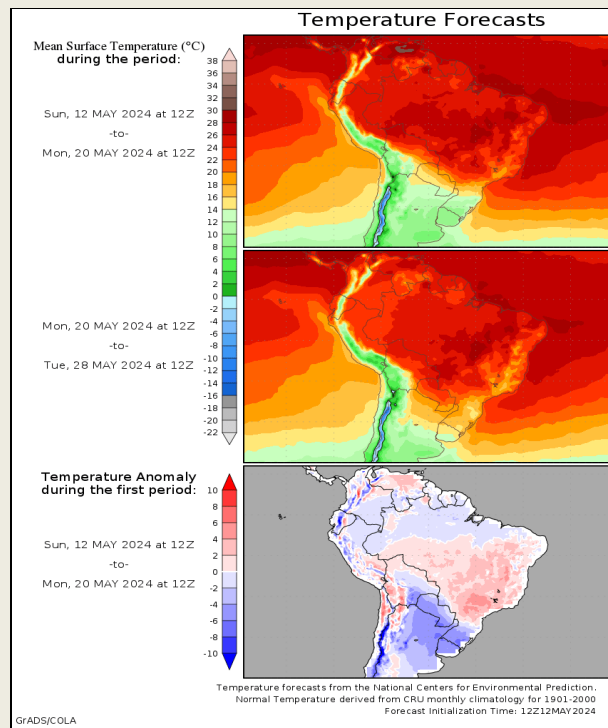 Temperature Forecasts
Mean Surface Temperature (°C)
during the period:
Sun, 12 MAY 2024 at 12Z
-to-
Mon, 20 MAY 2024 at 12Z
38
36
34
32
30
28
26
24
22
20
18
16
14
12
10
8
6
4
2
0
-2
-4
-6
-8
-10
-12
-14
-16
-18
-20
-22
Mon, 20 MAY 2024 at 12Z
-to-
Tue, 28 MAY 2024 at 12Z
Temperature Anomaly
during the first period:
Sun, 12 MAY 2024 at 12Z
-to-
Mon, 20 MAY 2024 at 12Z
10
8
6
4
2
0
-2
-4
-6
-8
-10
Temperature forecasts from the National Centers for Environmental Prediction.
Normal Temperature derived from CRU monthly climatology for 1901-2000
Forecast Initialization Time: 12Z12MAY2024
GrADS/COLA